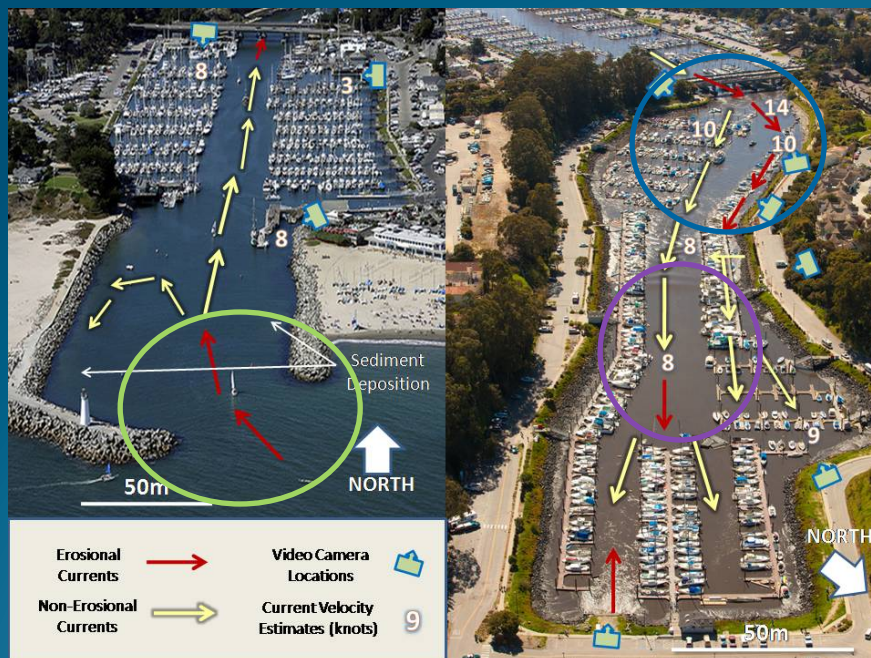 8
3
8
Sediment
Deposition
50m
NORTH
14
10
10
8
8
9
NORTH
50m
Erosional
Currents
Video Camera
Locations
Non-Erosional
Currents
Current Velocity
Estimates (knots)
9